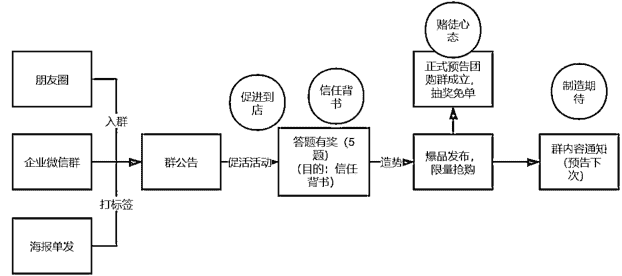 朋友圈
入群
企业微信群
打标签
海报单发
群公告
促活活动
促进到
店
信任背
书
答题有奖（5
题）
（目的：信任
背书）
造势
赌徒心
态
正式预告团
购群成立，
抽奖免单
爆品发布，
限量抢购
制造期
待
群内容通知
（预告下
次）